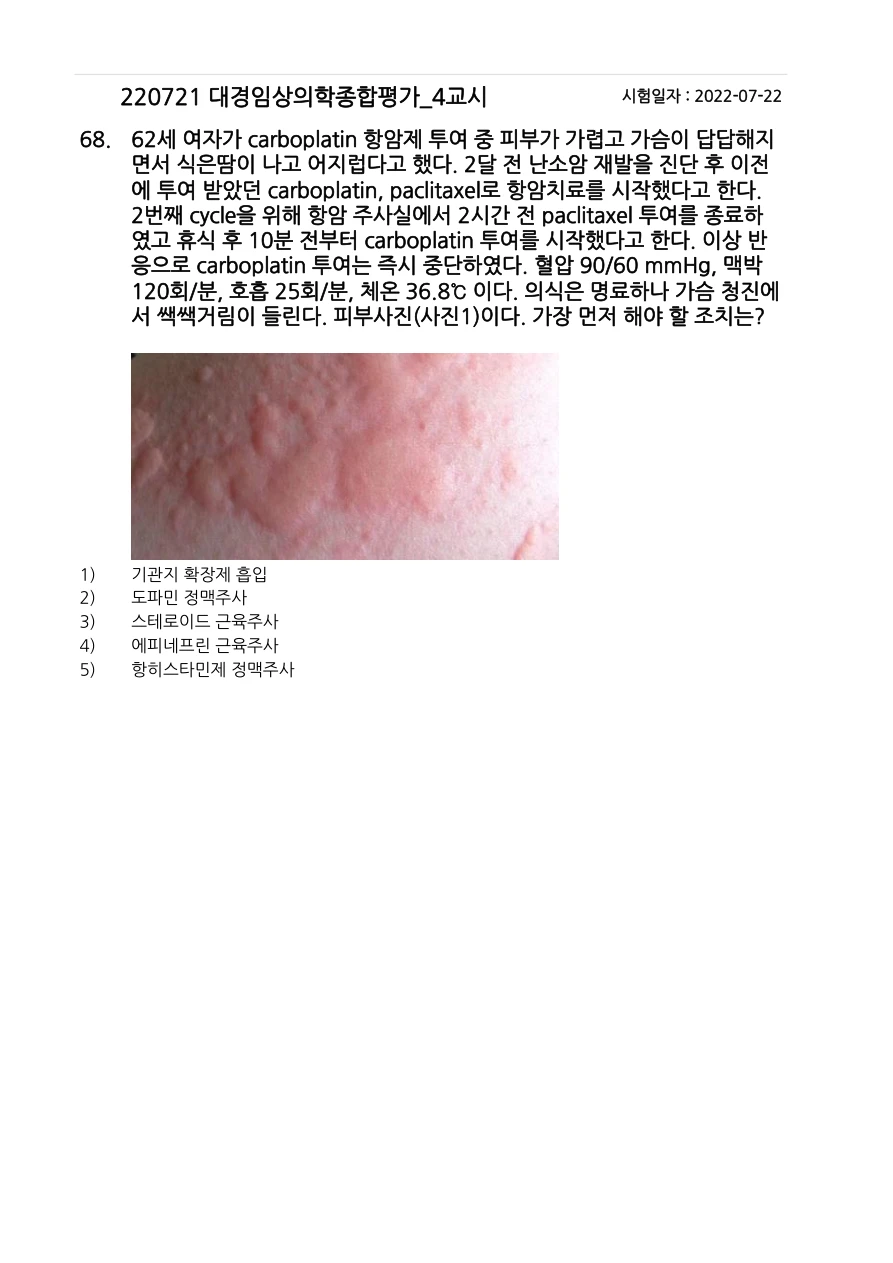 220721 대경임상의학종합평가_4교시
시험일자 : 2022-07-22
68. 62세 여자가 carboplatin 항암제 투여 중 피부가 가렵고 가슴이 답답해지
면서 식은땀이 나고 어지럽다고 했다. 2달 전 난소암 재발을 진단 후 이전
에 투여 받았던 carboplatin, paclitaxel로 항암치료를 시작했다고 한다.
2번째 cycle을 위해 항암 주사실에서 2시간 전 paclitaxel 투여를 종료하
였고 휴식 후 10분 전부터 carboplatin 투여를 시작했다고 한다. 이상 반
응으로 carboplatin 투여는 즉시 중단하였다. 혈압 90/60 mmHg, 맥박
120회/분, 호흡 25회/분, 체온 36.8℃ 이다. 의식은 명료하나 가슴 청진에
서 쌕쌕거림이 들린다. 피부사진(사진1)이다. 가장 먼저 해야 할 조치는?
1) 기관지 확장제 흡입
2) 도파민 정맥주사
3) 스테로이드 근육주사
4) 에피네프린 근육주사
5) 항히스타민제 정맥주사